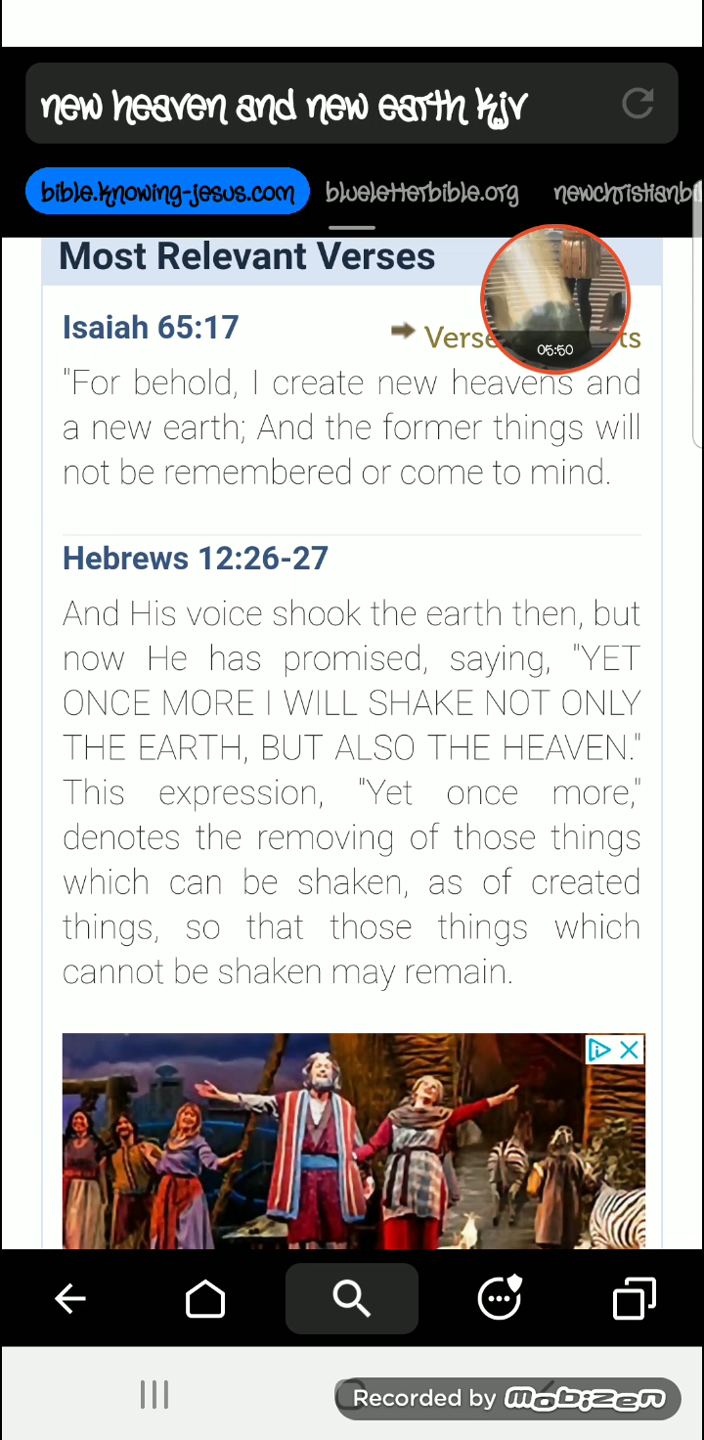 new heaven and new earth kjv
bible.knowing-jesus.com blueletterbible.org
Most Relevant Verses
Isaiah 65:17
05:50
"For behold, I create new heavens and
a new earth; And the former things will
not be remembered or come to mind.
Hebrews 12:26-27
And His voice shook the earth then, but
now He has promised, saying, "YET
ONCE MORE I WILL SHAKE NOT ONLY
THE EARTH, BUT ALSO THE HEAVEN."
This expression, "Yet once more,"
denotes the removing of those things
which can be shaken, as of created
things, so that those things which
cannot be shaken may remain.
Recorded by mobizen